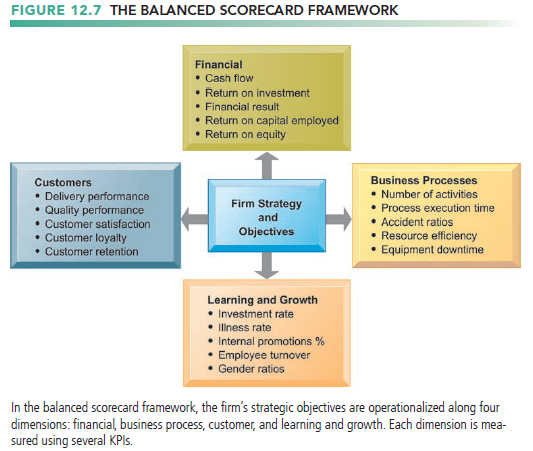 FIGURE 12.7 THE BALANCED SCORECARD FRAMEWORK
Financial
• Cash flow
• Return on investment
• Financial result
• Return on capital employed
• Return on equity
Customers
• Delivery performance
• Quality performance
• Customer satisfaction
• Customer loyalty
• Customer retention
Firm Strategy
and
Objectives
Business Processes
• Number of activities
• Process execution time
• Accident ratios
• Resource efficiency
• Equipment downtime
Learning and Growth
• Investment rate
• Illness rate
• Internal promotions %
• Employee turnover
• Gender ratios
In the balanced scorecard framework, the firm's strategic objectives are operationalized along four
dimensions: financial, business process, customer, and learning and growth. Each dimension is mea-
sured using several KPIs.